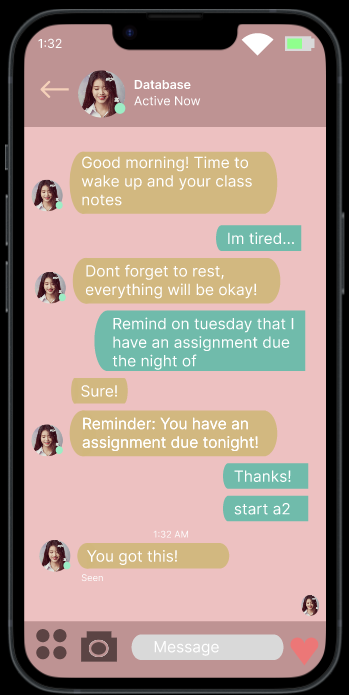 1:32
Database
Active Now
Good morning! Time to
wake up and your class
notes
Im tired...
Dont forget to rest,
everything will be okay!
Remind on tuesday that I
have an assignment due
the night of
Sure!
Reminder: You have an
assignment due tonight!
Thanks!
start a2
1:32 AM
You got this!
Seen
Message